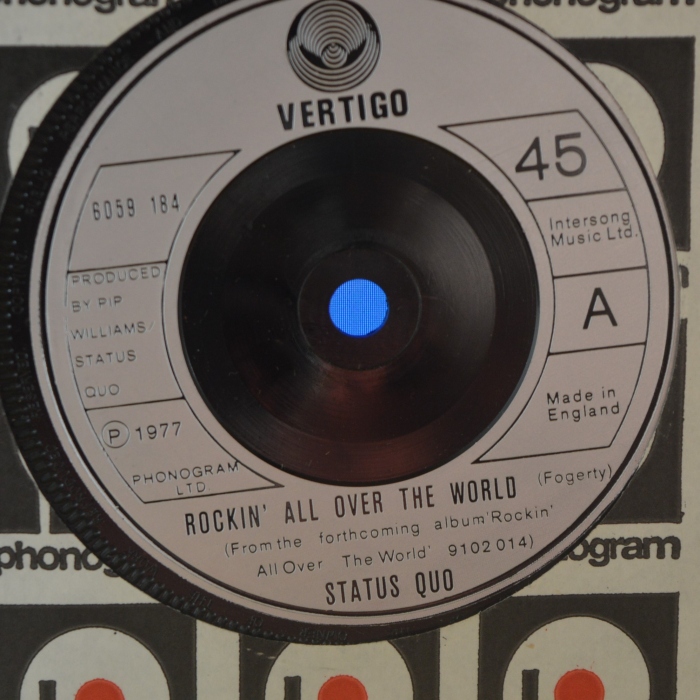 phonogram
phonogram
VERTIGO
6059 184
45
Intersong
Music Ltd.
PRODUCED
BY PIP
WILLIAMS/
STATUS
QUO
A
Ⓟ 1977
Made in
England
PHONOGRAM
LTD
ROCKIN' ALL OVER THE WORLD (Fogerty)
(From the forthcoming album 'Rockin'
All Over The World' 9102 014)
STATUS QUO
phonog
ogram